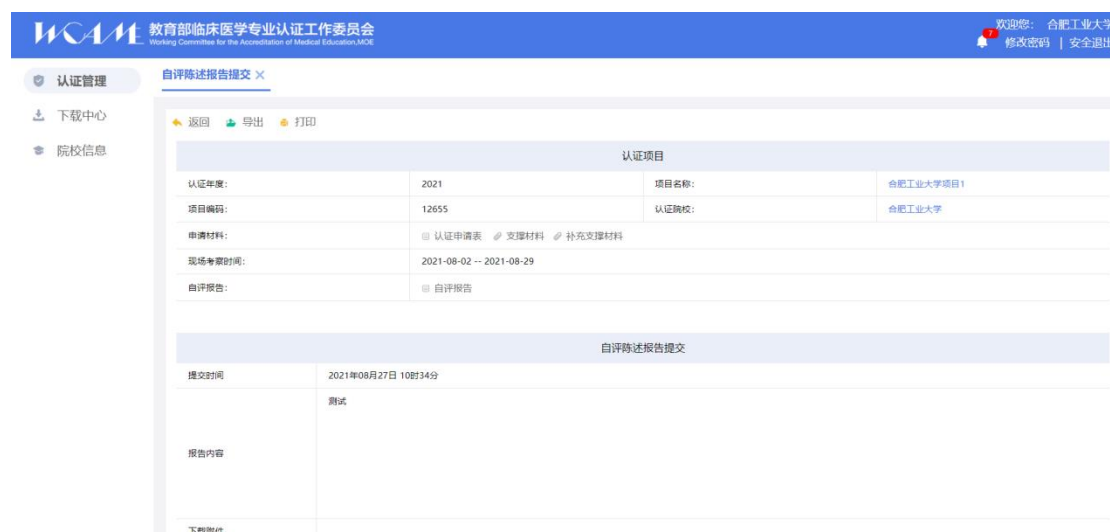 WCAME 教育部临床医学专业认证工作委员会
Working Committee for the Accreditation of Medical Education,MOE
欢迎您: 合肥工业大学
7
修改密码 | 安全退出
认证管理
下载中心
院校信息
自评陈述报告提交 ×
返回 导出 打印
认证项目
认证年度: 2021 项目名称: 合肥工业大学项目1
项目编码: 12655 认证院校: 合肥工业大学
申请材料: 认证申请表 支撑材料 补充支撑材料
现场考察时间: 2021-08-02 -- 2021-08-29
自评报告: 自评报告
自评陈述报告提交
提交时间 2021年08月27日 10时34分
测试
报告内容
下载附件